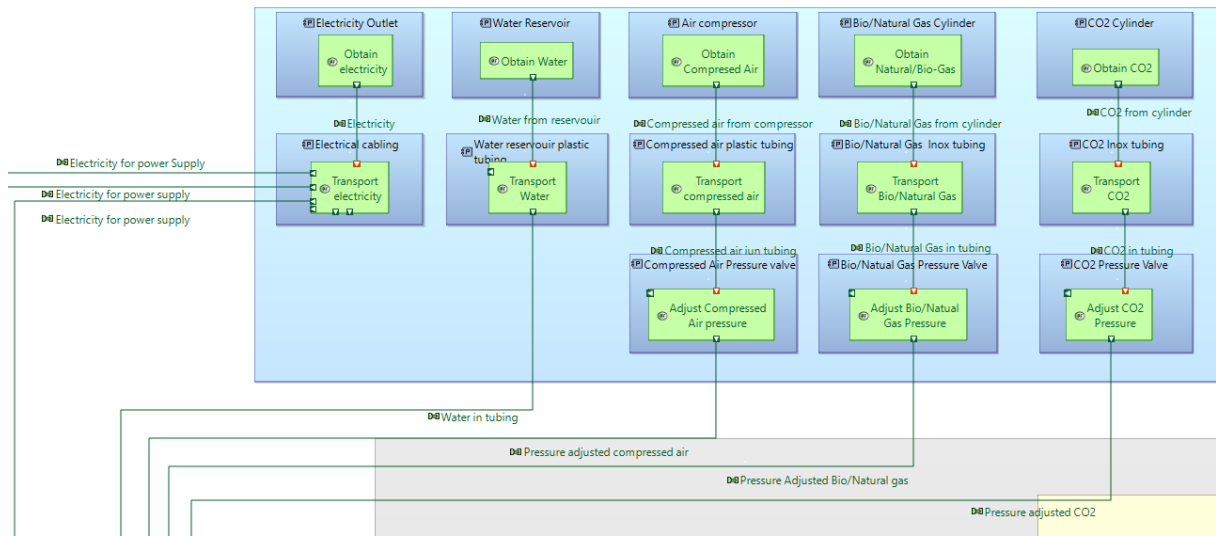 Electricity Outlet
Water Reservoir
Air compressor
Bio/Natural Gas Cylinder
CO2 Cylinder
Obtain
electricity
Obtain Water
Obtain
Compresed Air
Obtain
Natural/Bio-Gas
Obtain CO2
Electricity
Water from reservouir
Compressed air from compressor
Bio/Natural Gas from cylinder
CO2 from cylinder
Electrical cabling
Water reservouir plastic
tubing
Compressed air plastic tubing
Bio/Natural Gas Inox tubing
CO2 Inox tubing
Electricity for power Supply
Electricity for power supply
Electricity for power supply
Transport
electricity
Transport
Water
Transport
compressed air
Transport
Bio/Natural Gas
Transport
CO2
Compressed air iun tubing
Bio/Natural Gas in tubing
CO2 in tubing
Compressed Air Pressure valve
Bio/Natual Gas Pressure Valve
CO2 Pressure Valve
Adjust Compressed
Air pressure
Adjust Bio/Natual
Gas Pressure
Adjust CO2
Pressure
Water in tubing
Pressure adjusted compressed air
Pressure Adjusted Bio/Natural gas
Pressure adjusted CO2